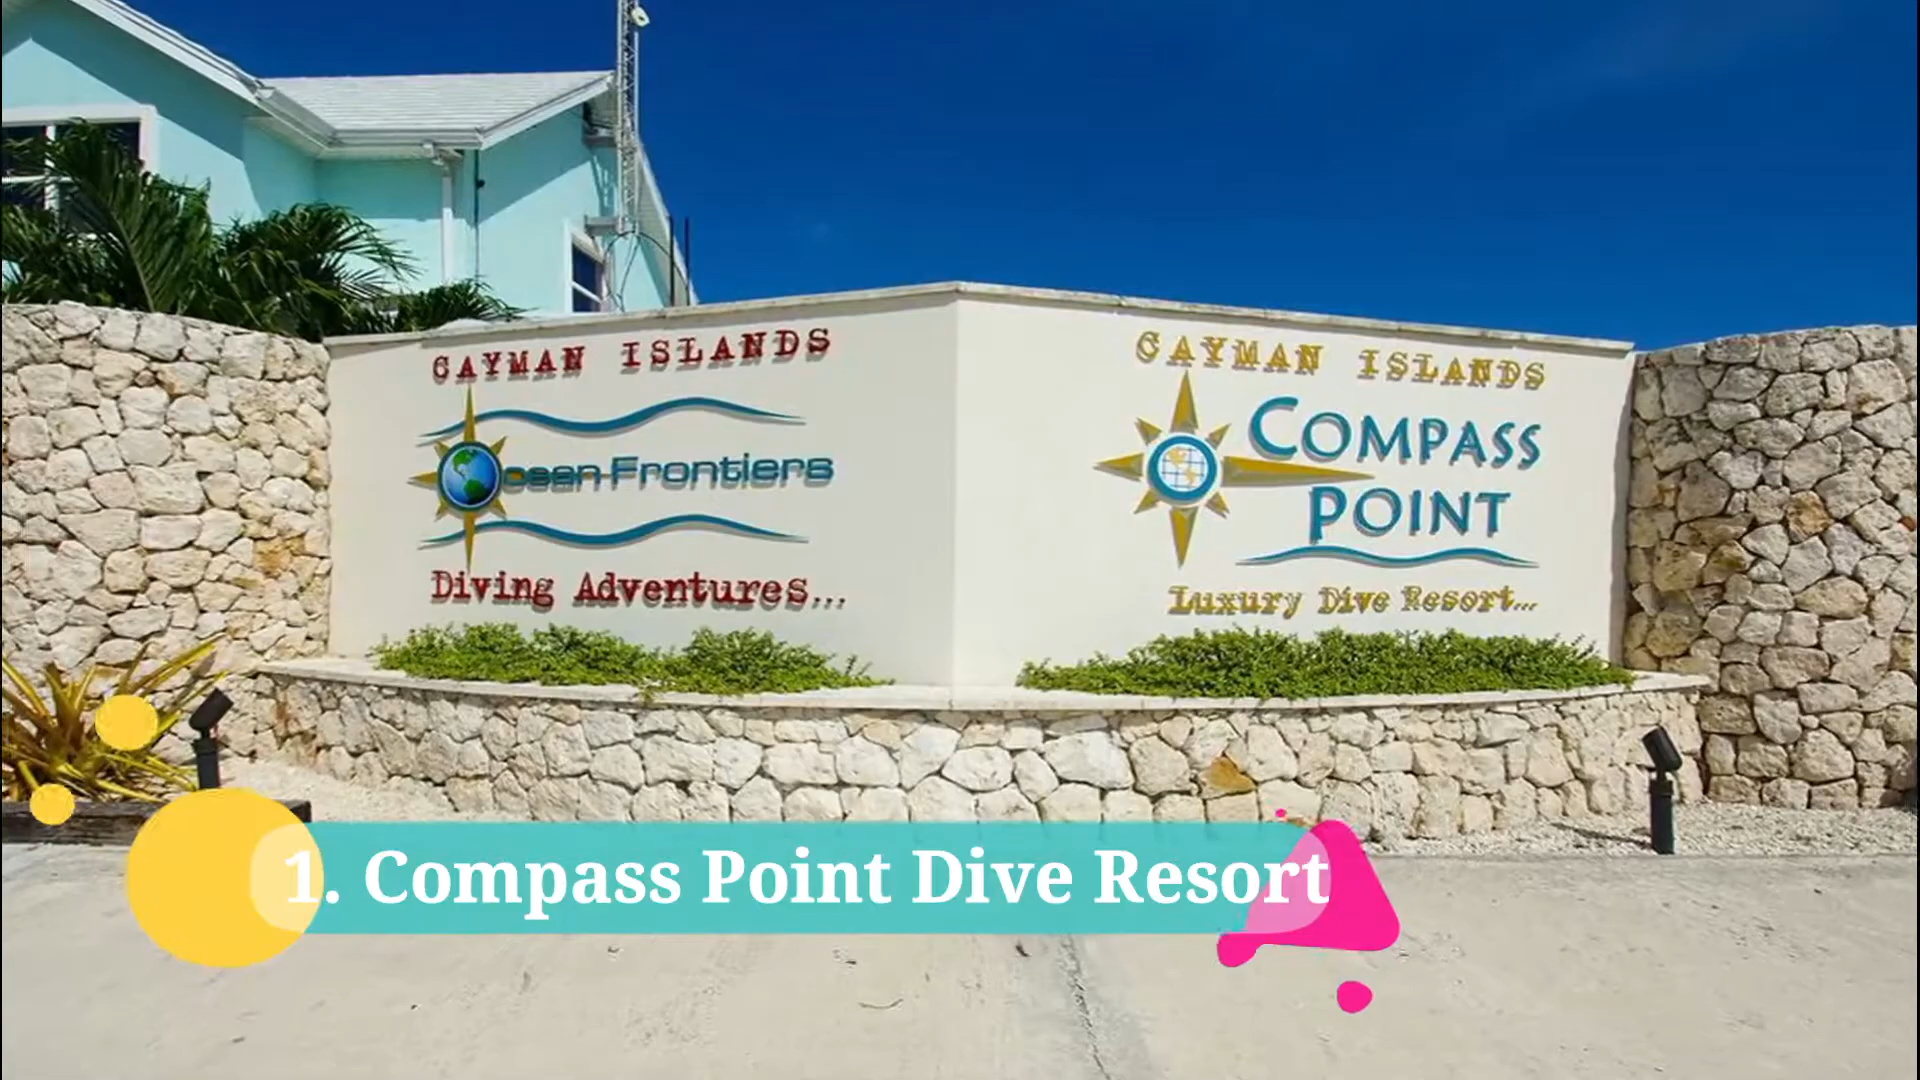 CAYMAN ISLANDS
Ocean Frontiers
Diving Adventures...
CAYMAN ISLANDS
COMPASS
POINT
Luxury Dive Resort...
1. Compass Point Dive Resort